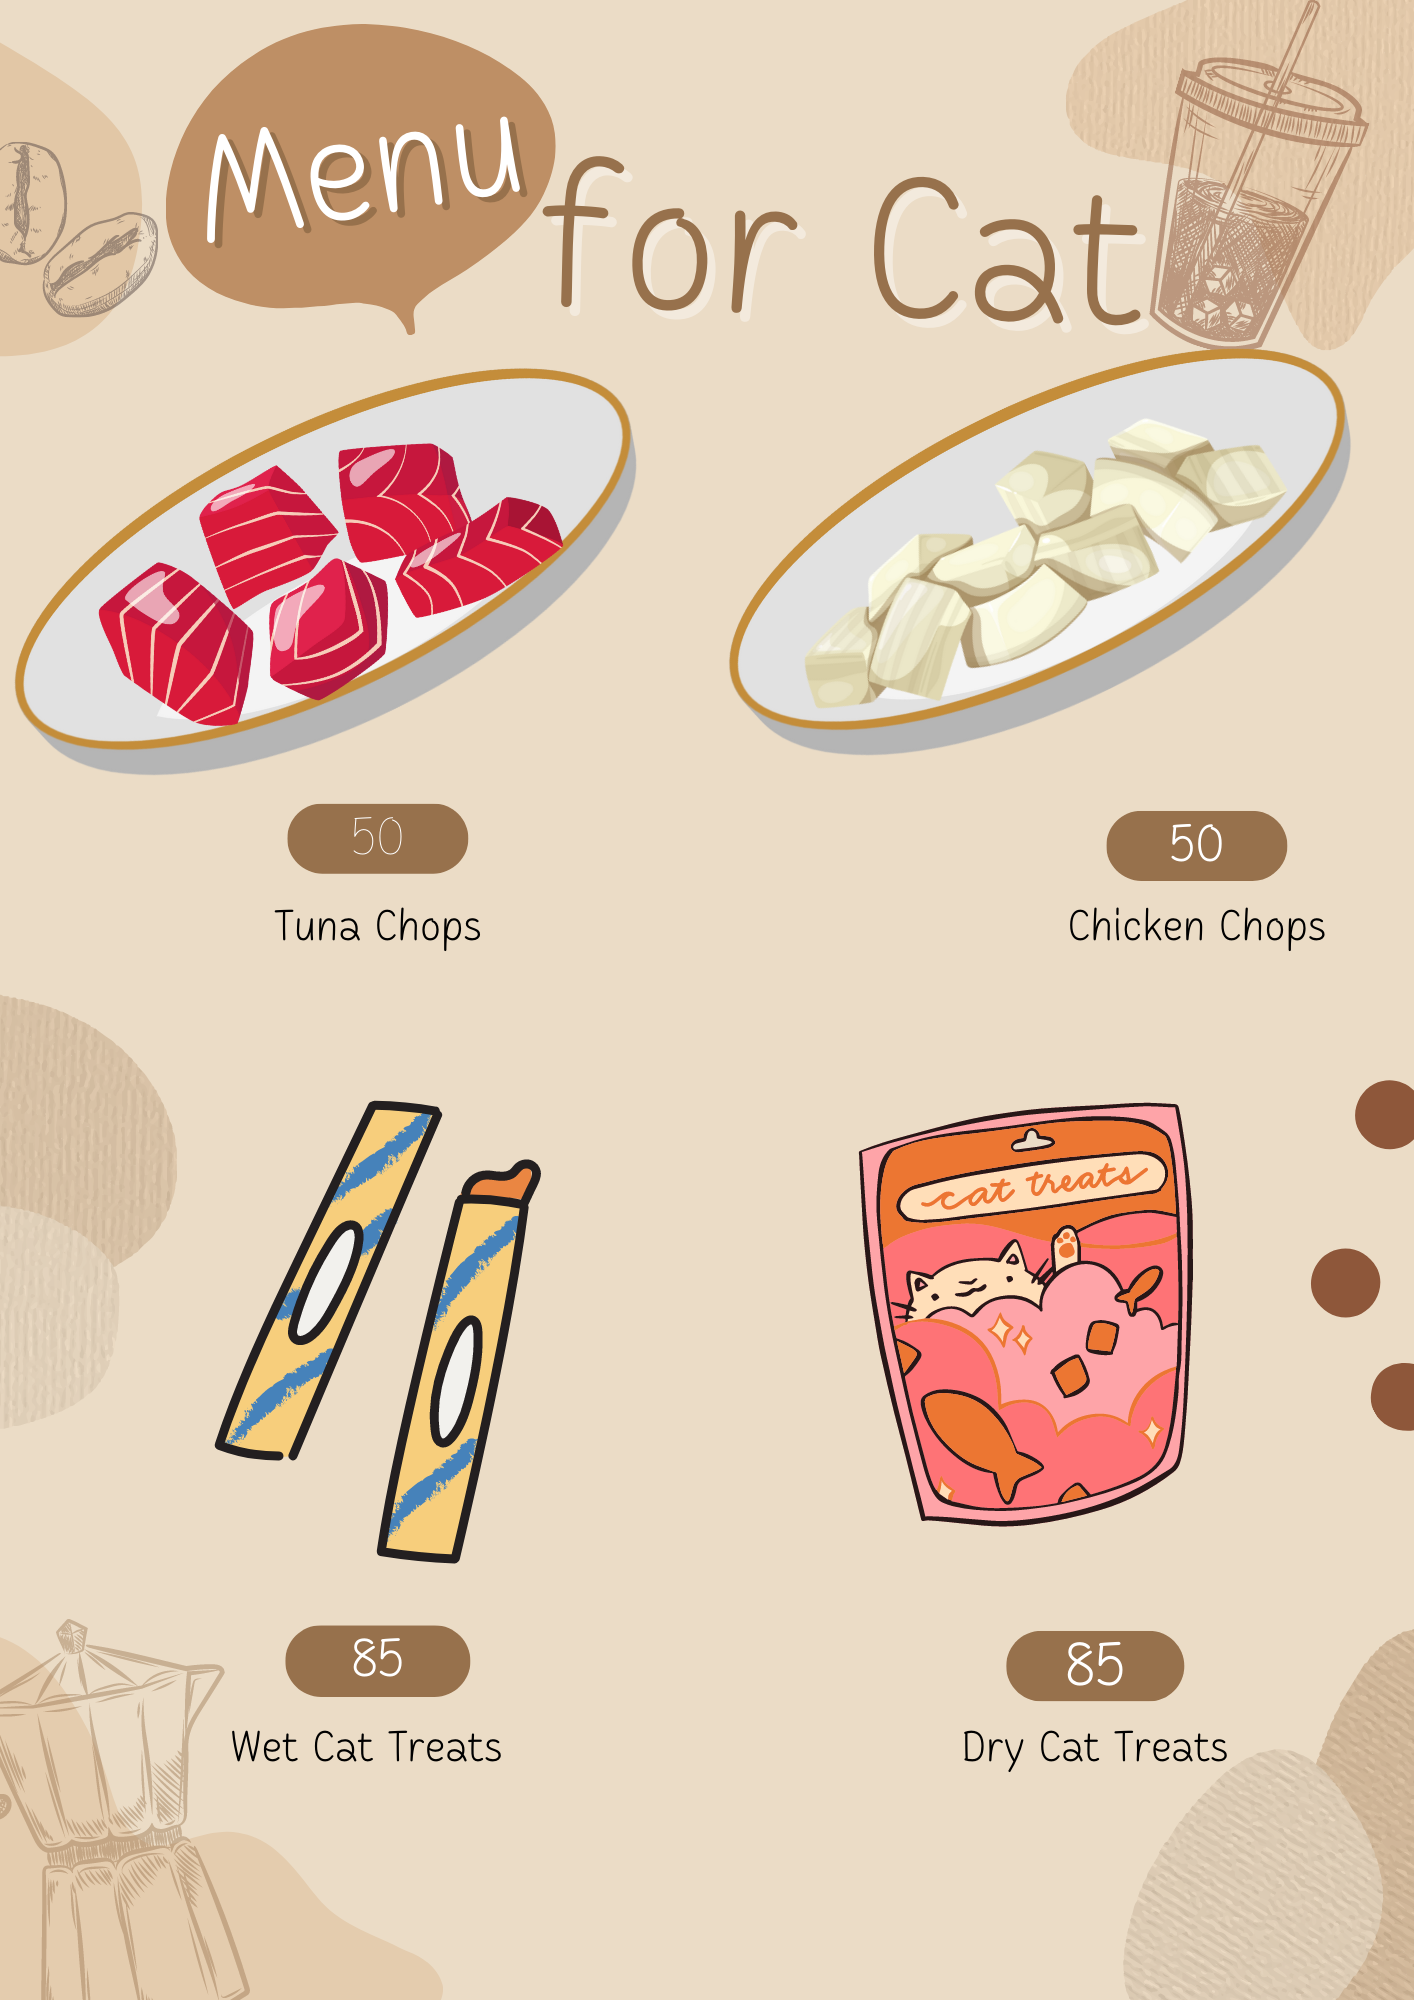 Menu
for Cat
50
50
Tuna Chops
Chicken Chops
cat treats
85
85
Wet Cat Treats
Dry Cat Treats